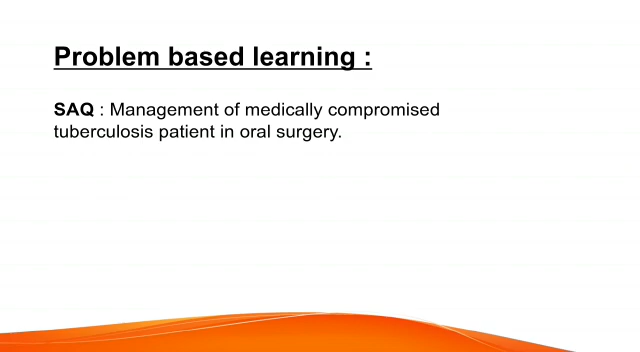 Problem based learning :
SAQ : Management of medically compromised
tuberculosis patient in oral surgery.